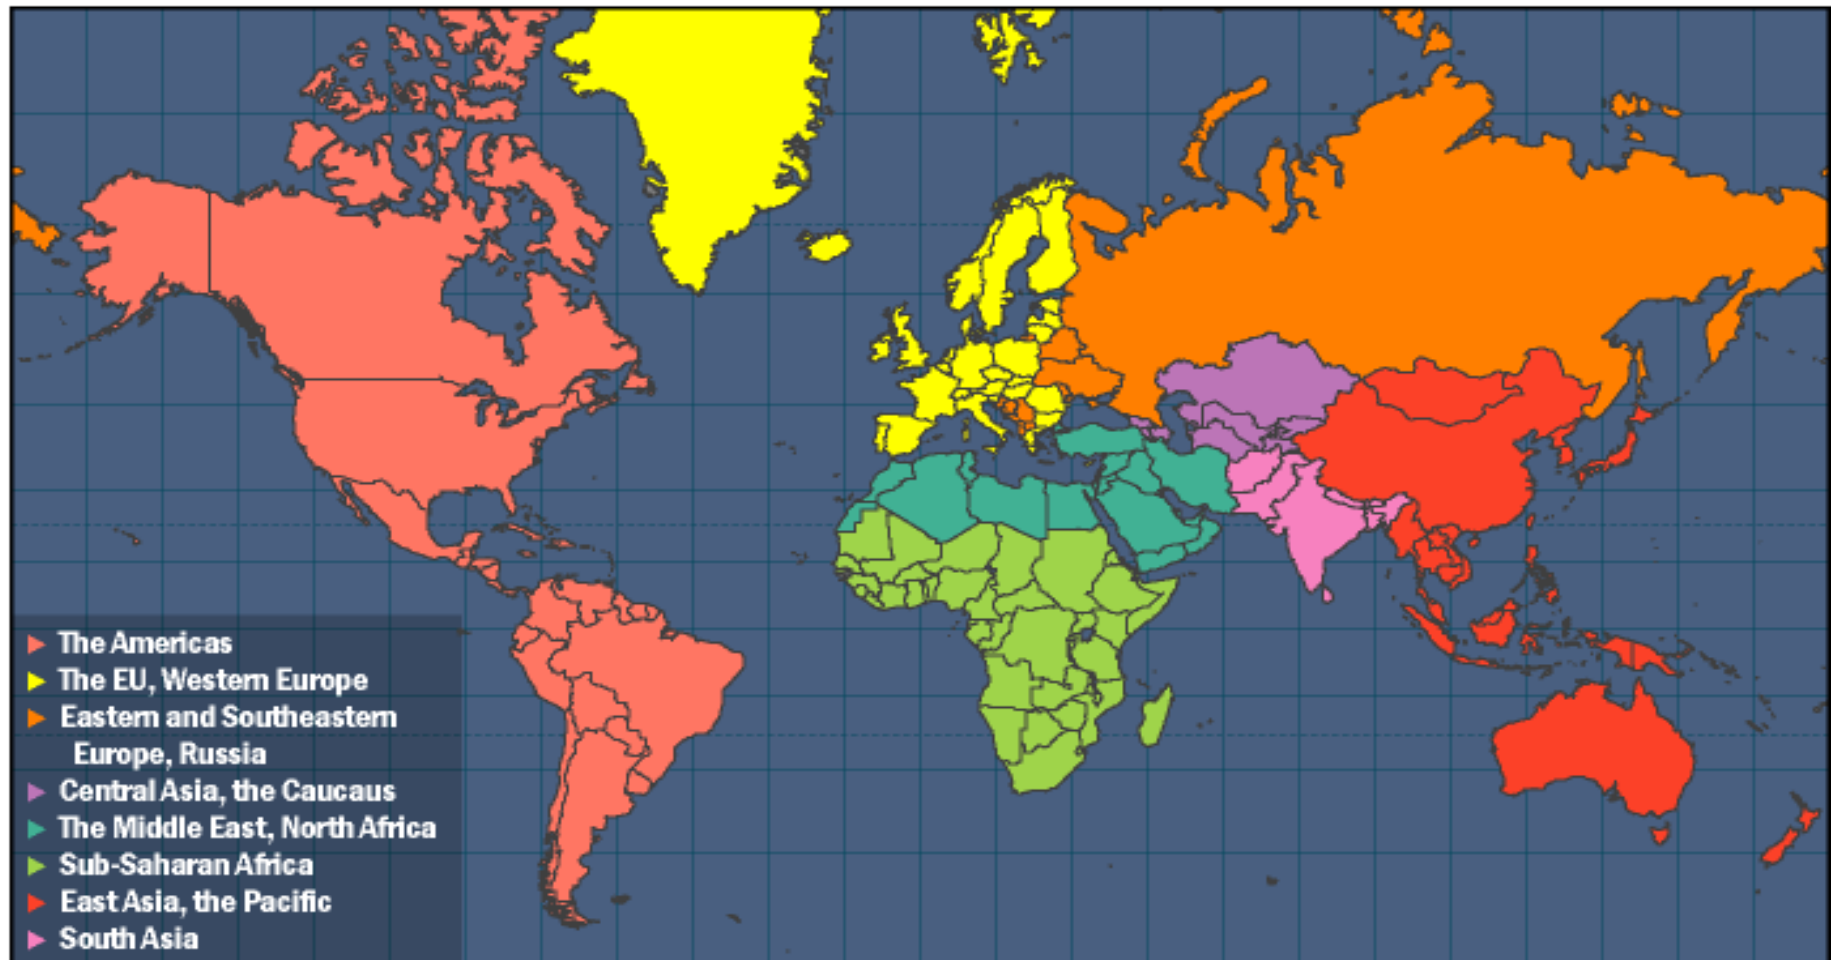 The Americas
The EU, Western Europe
Eastern and Southeastern
Europe, Russia
Central Asia, the Caucaus
The Middle East, North Africa
Sub-Saharan Africa
East Asia, the Pacific
South Asia